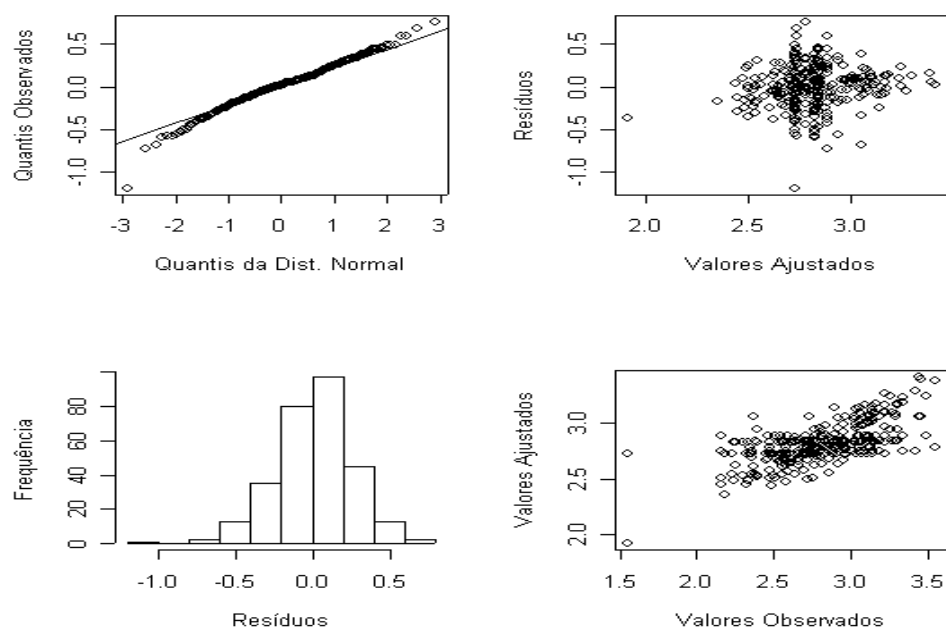 Quantis Observados
0.5
0.0
-0.5
-1.0
-3 -2 -1 0 1 2 3
Quantis da Dist. Normal
Resíduos
0.5
0.0
-0.5
-1.0
2.0 2.5 3.0
Valores Ajustados
Frequência
80
60
40
20
0
-1.0 -0.5 0.0 0.5
Resíduos
Valores Ajustados
3.0
2.5
2.0
1.5 2.0 2.5 3.0 3.5
Valores Observados